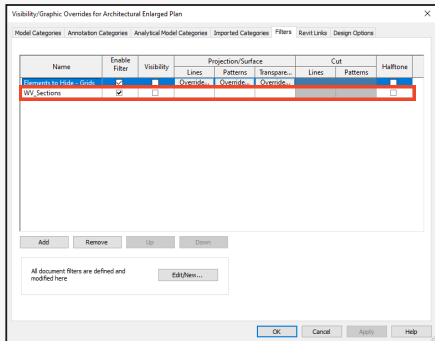 Visibility/Graphic Overrides for Architectural Enlarged Plan
Model Categories Annotation Categories Analytical Model Categories Imported Categories Filters Revit Links Design Options
Name Enable Filter Visibility Projection/Surface Cut Halftone
Lines Patterns Transpare... Lines Patterns
Elements to Hide - Grids Override... Override... Override...
WV_Sections
Add Remove Up Down
All document filters are defined and
modified here
Edit/New...
OK Cancel Apply Help